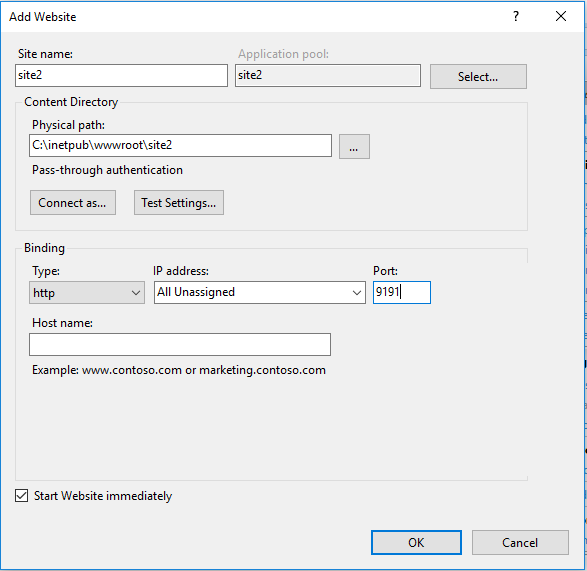 Add Website
?
Site name:
Application pool:
site2
site2
Select...
Content Directory
Physical path:
C:\inetpub\wwwroot\site2
...
Pass-through authentication
Connect as...
Test Settings...
Binding
Type:
IP address:
Port:
http
All Unassigned
9191
Host name:
Example: www.contoso.com or marketing.contoso.com
Start Website immediately
OK
Cancel